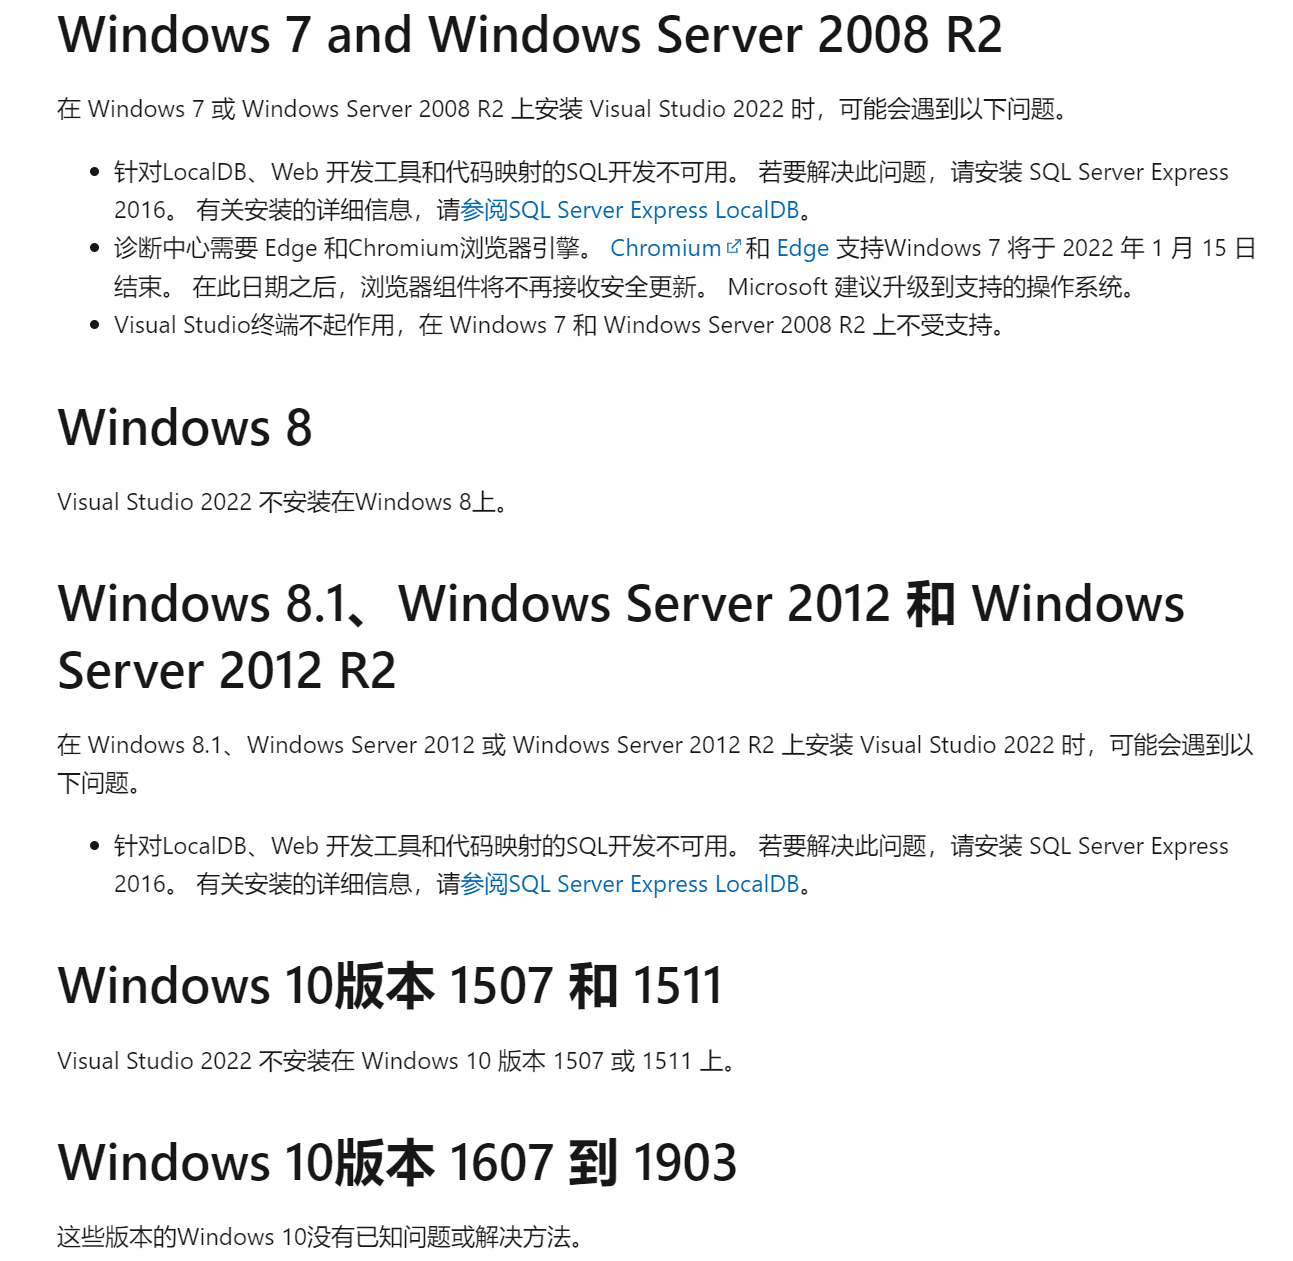 Windows 7 and Windows Server 2008 R2
在 Windows 7 或 Windows Server 2008 R2 上安装 Visual Studio 2022 时，可能会遇到以下问题。
• 针对LocalDB、Web 开发工具和代码映射的SQL开发不可用。 若要解决此问题，请安装 SQL Server Express
2016。 有关安装的详细信息，请参阅SQL Server Express LocalDB。
• 诊断中心需要 Edge 和Chromium浏览器引擎。 Chromium 和 Edge 支持Windows 7 将于 2022 年 1 月 15 日
结束。 在此日期之后，浏览器组件将不再接收安全更新。 Microsoft 建议升级到支持的操作系统。
• Visual Studio终端不起作用，在 Windows 7 和 Windows Server 2008 R2 上不受支持。
Windows 8
Visual Studio 2022 不安装在Windows 8上。
Windows 8.1、Windows Server 2012 和 Windows
Server 2012 R2
在 Windows 8.1、Windows Server 2012 或 Windows Server 2012 R2 上安装 Visual Studio 2022 时，可能会遇到以
下问题。
• 针对LocalDB、Web 开发工具和代码映射的SQL开发不可用。 若要解决此问题，请安装 SQL Server Express
2016。 有关安装的详细信息，请参阅SQL Server Express LocalDB。
Windows 10版本 1507 和 1511
Visual Studio 2022 不安装在 Windows 10 版本 1507 或 1511 上。
Windows 10版本 1607 到 1903
这些版本的Windows 10没有已知问题或解决方法。